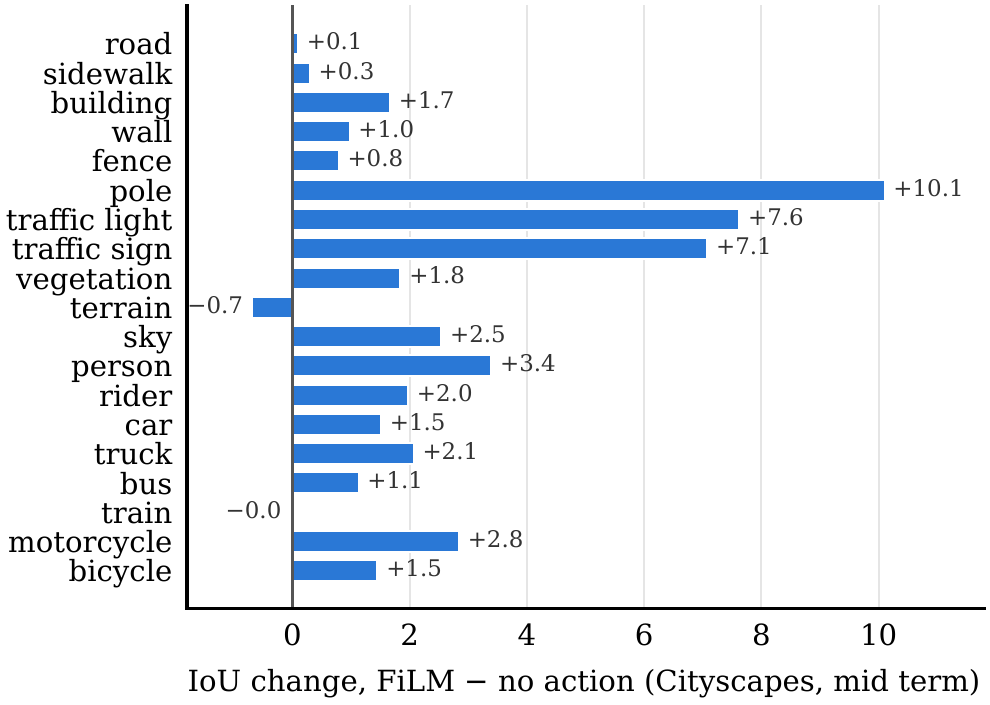 road +0.1
sidewalk +0.3
building +1.7
wall +1.0
fence +0.8
pole +10.1
traffic light +7.6
traffic sign +7.1
vegetation +1.8
terrain −0.7
sky +2.5
person +3.4
rider +2.0
car +1.5
truck +2.1
bus +1.1
train −0.0
motorcycle +2.8
bicycle +1.5
0 2 4 6 8 10
IoU change, FiLM − no action (Cityscapes, mid term)